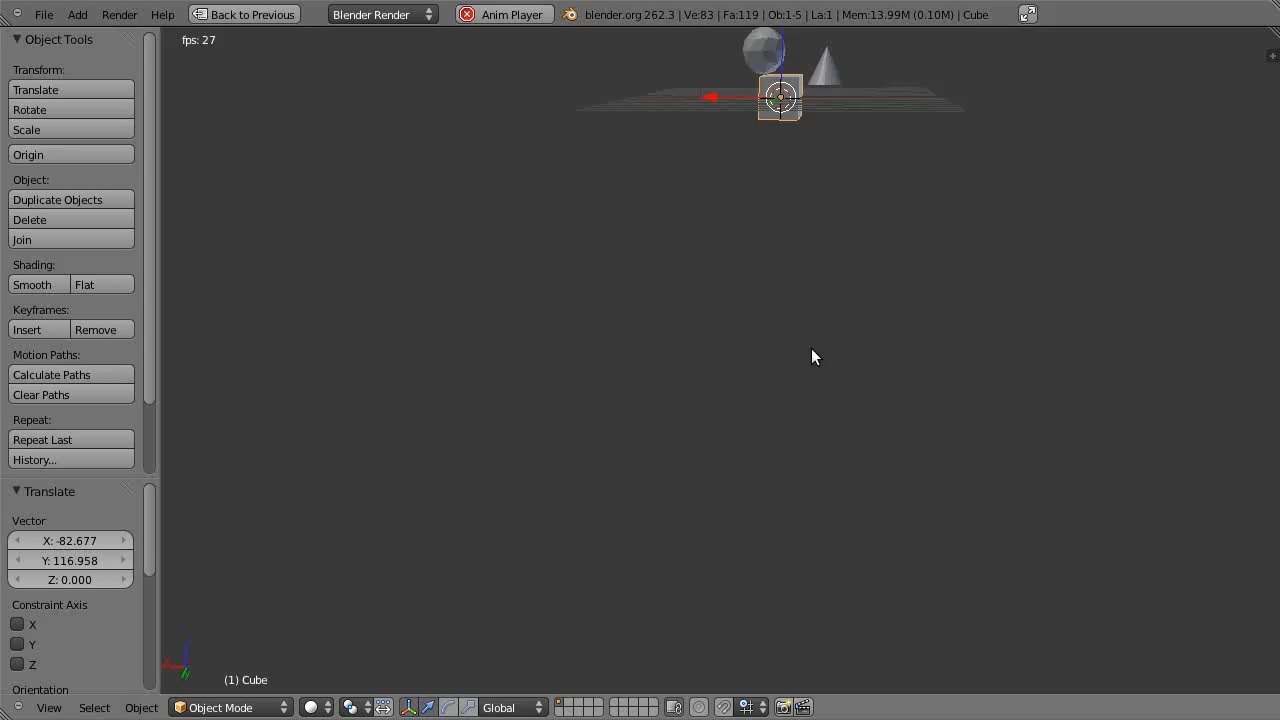 File Add Render Help Back to Previous Blender Render Anim Player blender.org 262.3 | Ve:83 | Fa:119 | Ob:1-5 | La:1 | Mem:13.99M (0.10M) | Cube
Object Tools
fps: 27
Transform:
Translate
Rotate
Scale
Origin
Object:
Duplicate Objects
Delete
Join
Shading:
Smooth Flat
Keyframes:
Insert Remove
Motion Paths:
Calculate Paths
Clear Paths
Repeat:
Repeat Last
History...
Translate
Vector
X: -82.677
Y: 116.958
Z: 0.000
Constraint Axis
X
Y
Z
Orientation
(1) Cube
View Select Object Object Mode Global